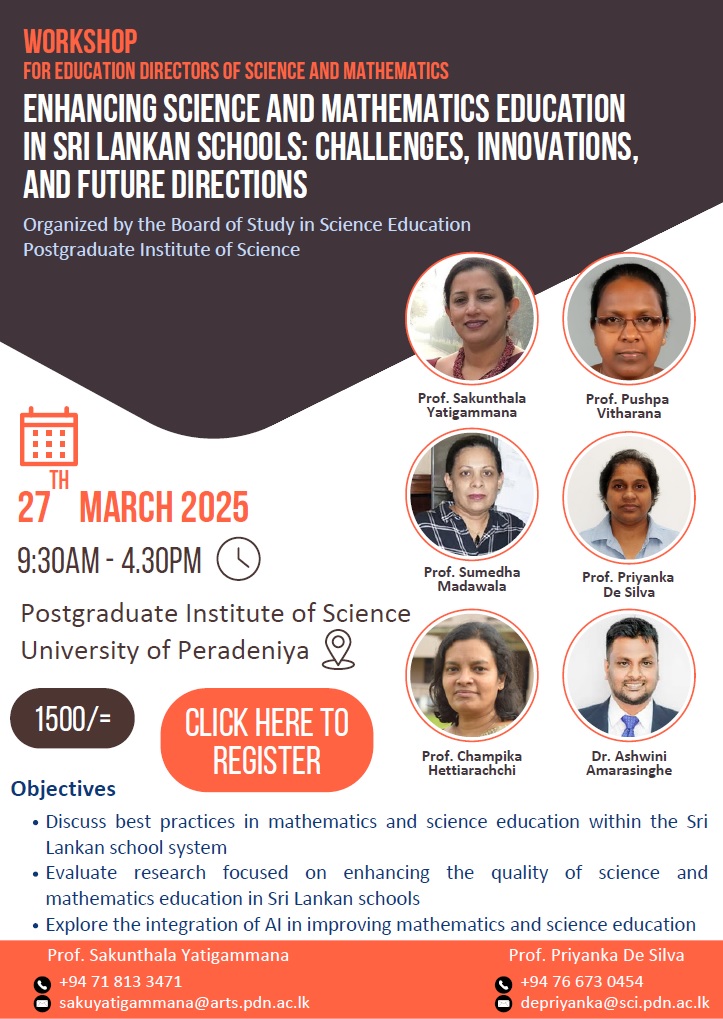 WORKSHOP
FOR EDUCATION DIRECTORS OF SCIENCE AND MATHEMATICS
ENHANCING SCIENCE AND MATHEMATICS EDUCATION
IN SRI LANKAN SCHOOLS: CHALLENGES, INNOVATIONS,
AND FUTURE DIRECTIONS
Organized by the Board of Study in Science Education
Postgraduate Institute of Science
Prof. Sakunthala
Yatigammana
Prof. Pushpa
Vitharana
27TH MARCH 2025
9:30AM - 4.30PM
Prof. Sumedha
Madawala
Prof. Priyanka
De Silva
Postgraduate Institute of Science
University of Peradeniya
1500/=
CLICK HERE TO
REGISTER
Prof. Champika
Hettiarachchi
Dr. Ashwini
Amarasinghe
Objectives
• Discuss best practices in mathematics and science education within the Sri
Lankan school system
• Evaluate research focused on enhancing the quality of science and
mathematics education in Sri Lankan schools
• Explore the integration of AI in improving mathematics and science education
Prof. Sakunthala Yatigammana
+94 71 813 3471
sakuyatigammana@arts.pdn.ac.lk
Prof. Priyanka De Silva
+94 76 673 0454
depriyanka@sci.pdn.ac.lk